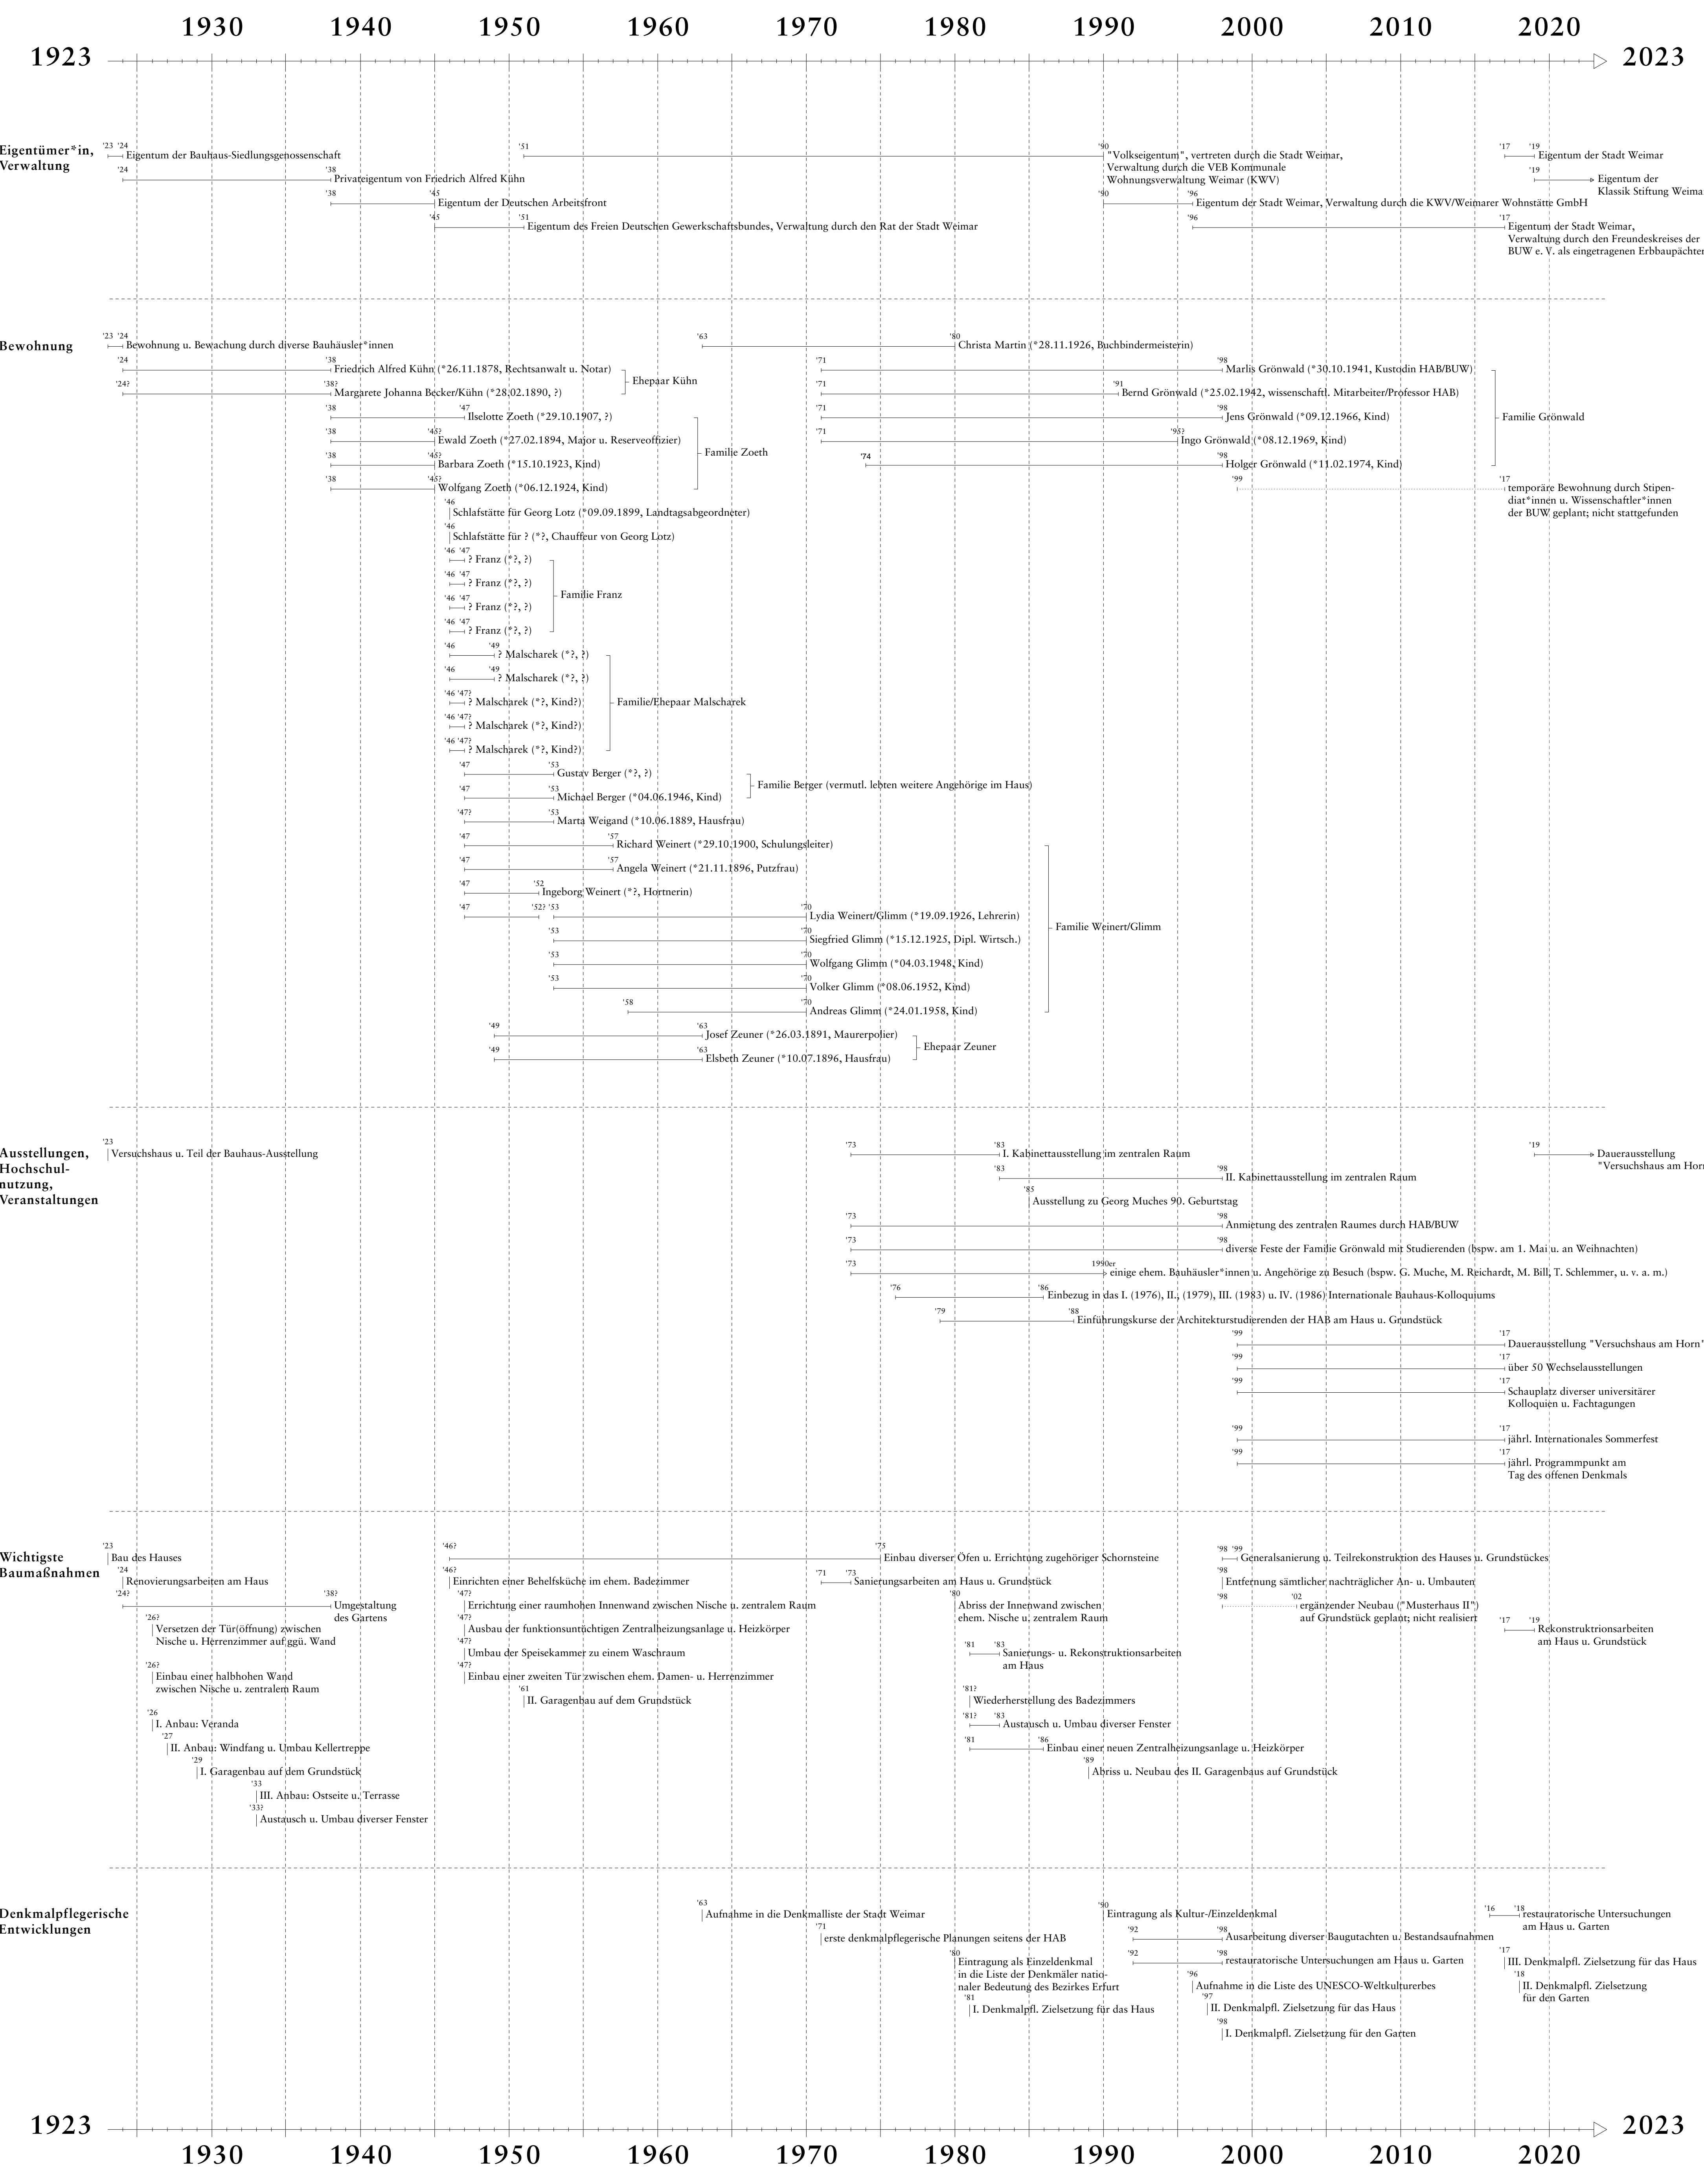 1930 1940 1950 1960 1970 1980 1990 2000 2010 2020
1923 2023
Eigentümer*in,
Verwaltung
'23 '24
Eigentum der Bauhaus-Siedlungsgenossenschaft
'24 '38
Privateigentum von Friedrich Alfred Kühn
'38 '45
Eigentum der Deutschen Arbeitsfront
'45 '51
Eigentum des Freien Deutschen Gewerkschaftsbundes, Verwaltung durch den Rat der Stadt Weimar
'51 '90
"Volkseigentum", vertreten durch die Stadt Weimar,
Verwaltung durch die VEB Kommunale
Wohnungsverwaltung Weimar (KWV)
'90 '96
Eigentum der Stadt Weimar, Verwaltung durch die KWV/Weimarer Wohnstätte GmbH
'96 '17
Eigentum der Stadt Weimar,
Verwaltung durch den Freundeskreises der
BUW e. V. als eingetragenen Erbbaupächter
'17 '19
Eigentum der Stadt Weimar
'19
Eigentum der
Klassik Stiftung Weima
Bewohnung
'23 '24
Bewohnung u. Bewachung durch diverse Bauhäusler*innen
'24 '38
Friedrich Alfred Kühn (*26.11.1878, Rechtsanwalt u. Notar)
'24? '38?
Margarete Johanna Becker/Kühn (*28.02.1890, ?)
Ehepaar Kühn
'38 '47
Ilselotte Zoeth (*29.10.1907, ?)
'38 '45?
Ewald Zoeth (*27.02.1894, Major u. Reserveoffizier)
'38 '45?
Barbara Zoeth (*15.10.1923, Kind)
'38 '45?
Wolfgang Zoeth (*06.12.1924, Kind)
Familie Zoeth
'46
Schlafstätte für Georg Lotz (*09.09.1899, Landtagsabgeordneter)
'46
Schlafstätte für ? (*?, Chauffeur von Georg Lotz)
'46 '47
? Franz (*?, ?)
'46 '47
? Franz (*?, ?)
'46 '47
? Franz (*?, ?)
'46 '47
? Franz (*?, ?)
Familie Franz
'46 '49
? Malscharek (*?, ?)
'46 '49
? Malscharek (*?, ?)
'46 '47?
? Malscharek (*?, Kind?)
'46 '47?
? Malscharek (*?, Kind?)
'46 '47?
? Malscharek (*?, Kind?)
Familie/Ehepaar Malscharek
'47 '53
Gustav Berger (*?, ?)
'47 '53
Michael Berger (*04.06.1946, Kind)
Familie Berger (vermutl. lebten weitere Angehörige im Haus)
'47? '53
Marta Weigand (*10.06.1889, Hausfrau)
'47 '57
Richard Weinert (*29.10.1900, Schulungsleiter)
'47 '57
Angela Weinert (*21.11.1896, Putzfrau)
'47 '52
Ingeborg Weinert (*?, Hortnerin)
'47 '52? '53 '70
Lydia Weinert/Glimm (*19.09.1926, Lehrerin)
'53 '70
Siegfried Glimm (*15.12.1925, Dipl. Wirtsch.)
'53 '70
Wolfgang Glimm (*04.03.1948, Kind)
'53 '70
Volker Glimm (*08.06.1952, Kind)
'58 '70
Andreas Glimm (*24.01.1958, Kind)
Familie Weinert/Glimm
'49 '63
Josef Zeuner (*26.03.1891, Maurerpolier)
'49 '63
Elsbeth Zeuner (*10.07.1896, Hausfrau)
Ehepaar Zeuner
'63 '80
Christa Martin (*28.11.1926, Buchbindermeisterin)
'71 '98
Marlis Grönwald (*30.10.1941, Kustodin HAB/BUW)
'71 '91
Bernd Grönwald (*25.02.1942, wissenschaftl. Mitarbeiter/Professor HAB)
'71 '98
Jens Grönwald (*09.12.1966, Kind)
'71 '95?
Ingo Grönwald (*08.12.1969, Kind)
'74 '98
Holger Grönwald (*11.02.1974, Kind)
Familie Grönwald
'99 '17
temporäre Bewohnung durch Stipen-
diat*innen u. Wissenschaftler*innen
der BUW geplant; nicht stattgefunden
Ausstellungen,
Hochschul-
nutzung,
Veranstaltungen
'23
Versuchshaus u. Teil der Bauhaus-Ausstellung
'73 '83
I. Kabinettausstellung im zentralen Raum
'83 '98
II. Kabinettausstellung im zentralen Raum
'85
Ausstellung zu Georg Muches 90. Geburtstag
'73 '98
Anmietung des zentralen Raumes durch HAB/BUW
'73 '98
diverse Feste der Familie Grönwald mit Studierenden (bspw. am 1. Mai u. an Weihnachten)
'73 1990er
einige ehem. Bauhäusler*innen u. Angehörige zu Besuch (bspw. G. Muche, M. Reichardt, M. Bill, T. Schlemmer, u. v. a. m.)
'76 '86
Einbezug in das I. (1976), II., (1979), III. (1983) u. IV. (1986) Internationale Bauhaus-Kolloquiums
'79 '88
Einführungskurse der Architekturstudierenden der HAB am Haus u. Grundstück
'99 '17
Dauerausstellung "Versuchshaus am Horn"
'99 '17
über 50 Wechselausstellungen
'99 '17
Schauplatz diverser universitärer
Kolloquien u. Fachtagungen
'99 '17
jährl. Internationales Sommerfest
'99 '17
jährl. Programmpunkt am
Tag des offenen Denkmals
'19
Dauerausstellung
"Versuchshaus am Hor
Wichtigste
Baumaßnahmen
'23
Bau des Hauses
'24
Renovierungsarbeiten am Haus
'24? '38?
Umgestaltung
des Gartens
'26?
Versetzen der Tür(öffnung) zwischen
Nische u. Herrenzimmer auf ggü. Wand
'26?
Einbau einer halbhohen Wand
zwischen Nische u. zentralem Raum
'26
I. Anbau: Veranda
'27
II. Anbau: Windfang u. Umbau Kellertreppe
'29
I. Garagenbau auf dem Grundstück
'33
III. Anbau: Ostseite u. Terrasse
'33?
Austausch u. Umbau diverser Fenster
'46? '75
Einbau diverser Öfen u. Errichtung zugehöriger Schornsteine
'46?
Einrichten einer Behelfsküche im ehem. Badezimmer
'47?
Errichtung einer raumhohen Innenwand zwischen Nische u. zentralem Raum
'47?
Ausbau der funktionsuntüchtigen Zentralheizungsanlage u. Heizkörper
'47?
Umbau der Speisekammer zu einem Waschraum
'47?
Einbau einer zweiten Tür zwischen ehem. Damen- u. Herrenzimmer
'61
II. Garagenbau auf dem Grundstück
'71 '73
Sanierungsarbeiten am Haus u. Grundstück
'80
Abriss der Innenwand zwischen
ehem. Nische u. zentralem Raum
'81 '83
Sanierungs- u. Rekonstruktionsarbeiten
am Haus
'81?
Wiederherstellung des Badezimmers
'81? '83
Austausch u. Umbau diverser Fenster
'81 '86
Einbau einer neuen Zentralheizungsanlage u. Heizkörper
'89
Abriss u. Neubau des II. Garagenbaus auf Grundstück
'98 '99
Generalsanierung u. Teilrekonstruktion des Hauses u. Grundstückes
'98
Entfernung sämtlicher nachträglicher An- u. Umbauten
'98 '02
ergänzender Neubau ("Musterhaus II")
auf Grundstück geplant; nicht realisiert
'17 '19
Rekonstruktrionsarbeiten
am Haus u. Grundstück
Denkmalpflegerische
Entwicklungen
'63
Aufnahme in die Denkmalliste der Stadt Weimar
'71
erste denkmalpflegerische Planungen seitens der HAB
'80
Eintragung als Einzeldenkmal
in die Liste der Denkmäler natio-
naler Bedeutung des Bezirkes Erfurt
'81
I. Denkmalpfl. Zielsetzung für das Haus
'90
Eintragung als Kultur-/Einzeldenkmal
'92 '98
Ausarbeitung diverser Baugutachten u. Bestandsaufnahmen
'92 '98
restauratorische Untersuchungen am Haus u. Garten
'96
Aufnahme in die Liste des UNESCO-Weltkulturerbes
'97
II. Denkmalpfl. Zielsetzung für das Haus
'98
I. Denkmalpfl. Zielsetzung für den Garten
'16 '18
restauratorische Untersuchungen
am Haus u. Garten
'17
III. Denkmalpfl. Zielsetzung für das Haus
'18
II. Denkmalpfl. Zielsetzung
für den Garten
1923 2023
1930 1940 1950 1960 1970 1980 1990 2000 2010 2020